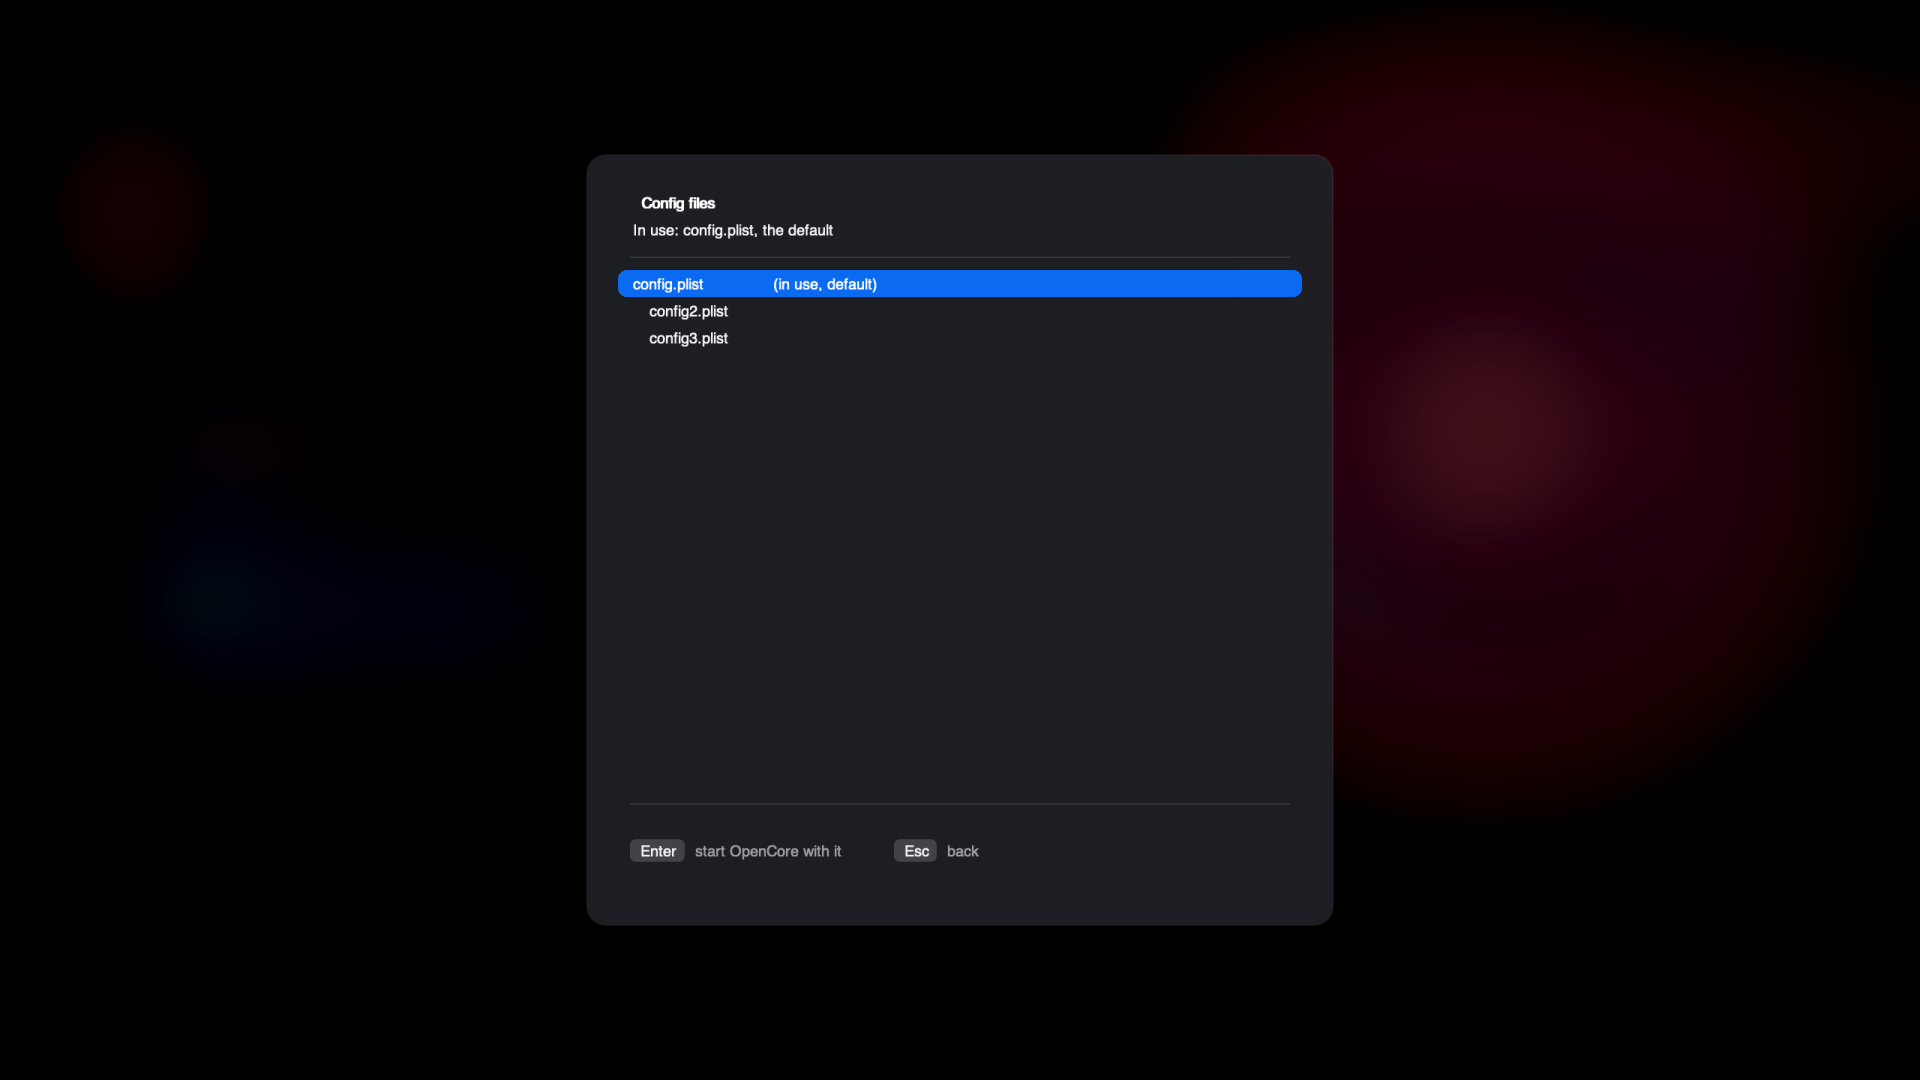 Config files
In use: config.plist, the default
config.plist (in use, default)
config2.plist
config3.plist
Enter start OpenCore with it Esc back